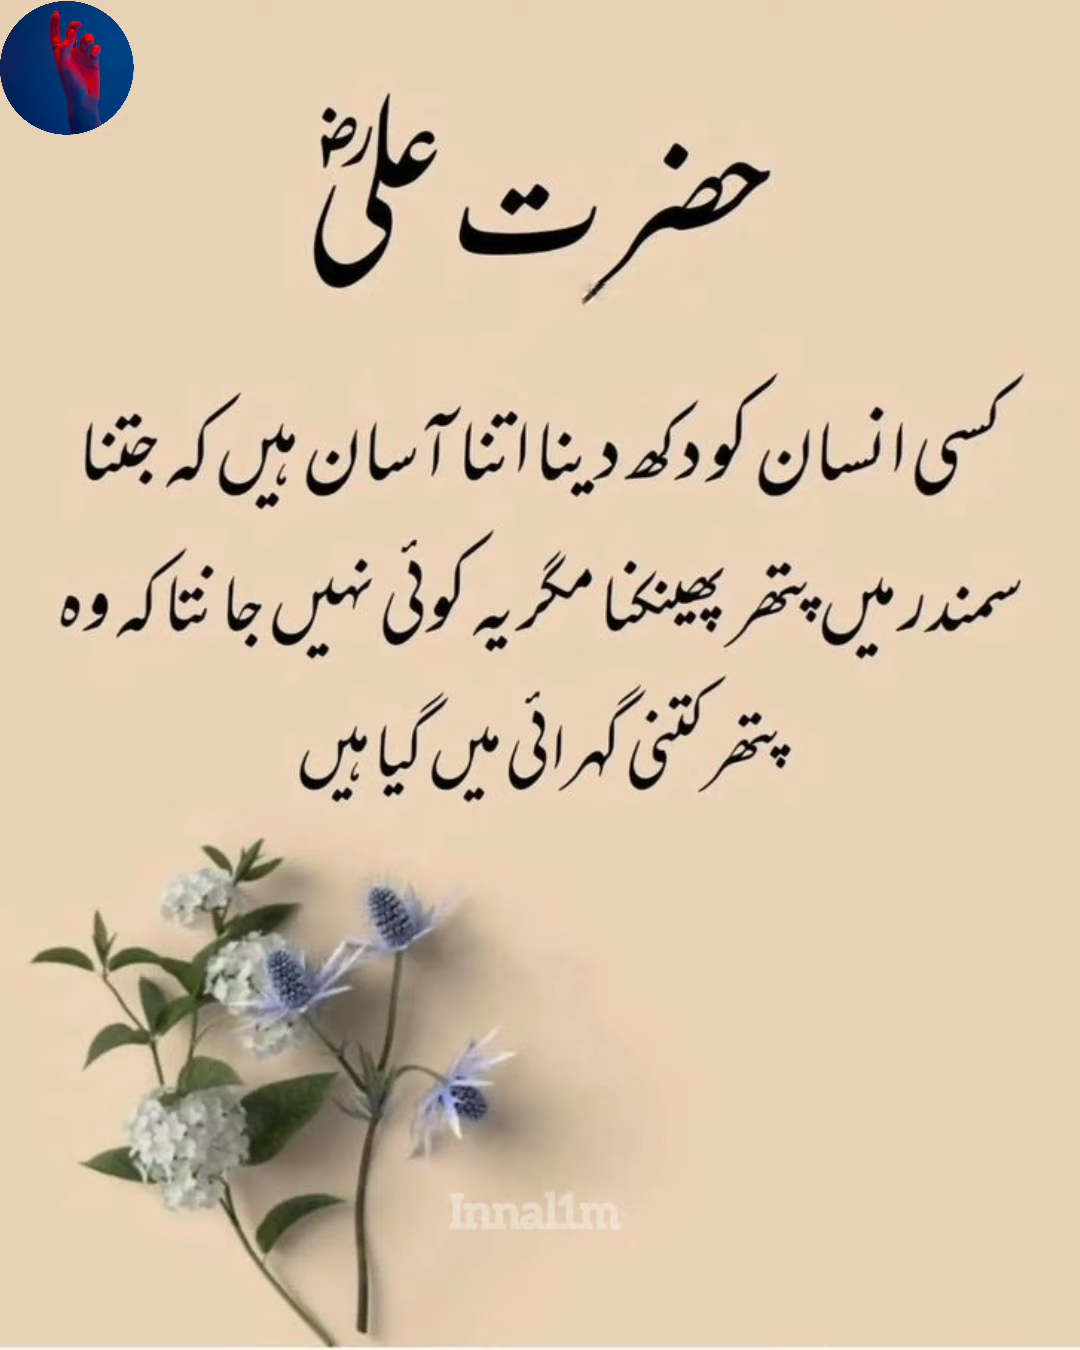 حضرت علیؓ
کسی انسان کو دکھ دینا اتنا آسان ہیں کہ جتنا
سمندر میں پتھر پھینکنا مگر یہ کوئی نہیں جانتا کہ وہ
پتھر کتنی گہرائی میں گیا ہیں
Innal1m